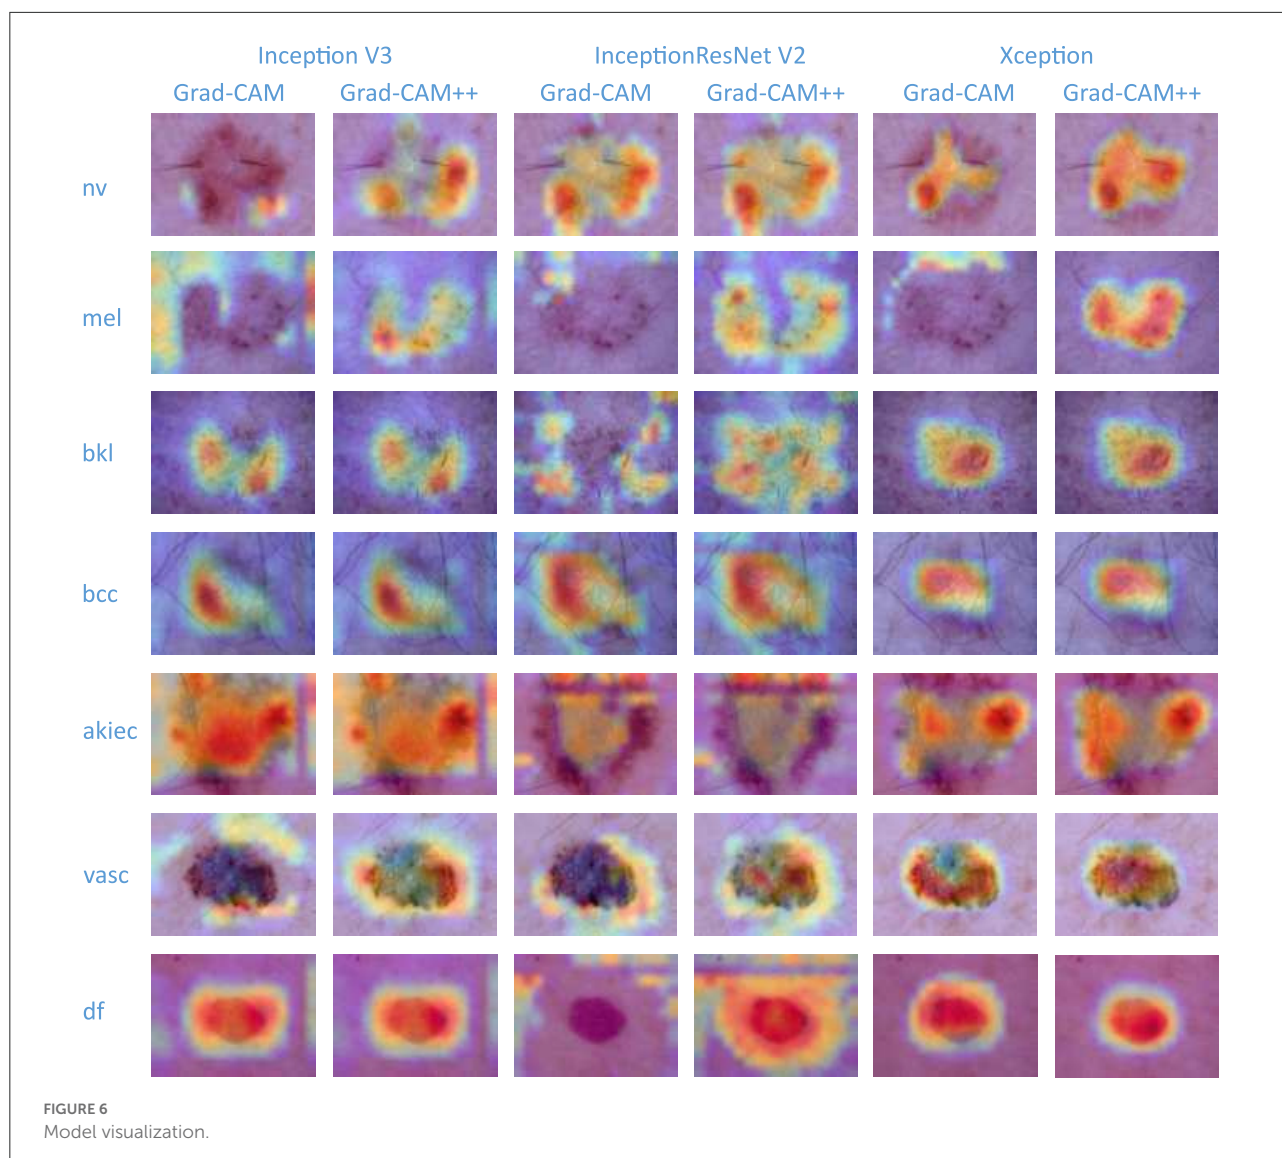 Inception V3 InceptionResNet V2 Xception
Grad-CAM Grad-CAM++ Grad-CAM Grad-CAM++ Grad-CAM Grad-CAM++
nv
mel
bkl
bcc
akiec
vasc
df
FIGURE 6
Model visualization.